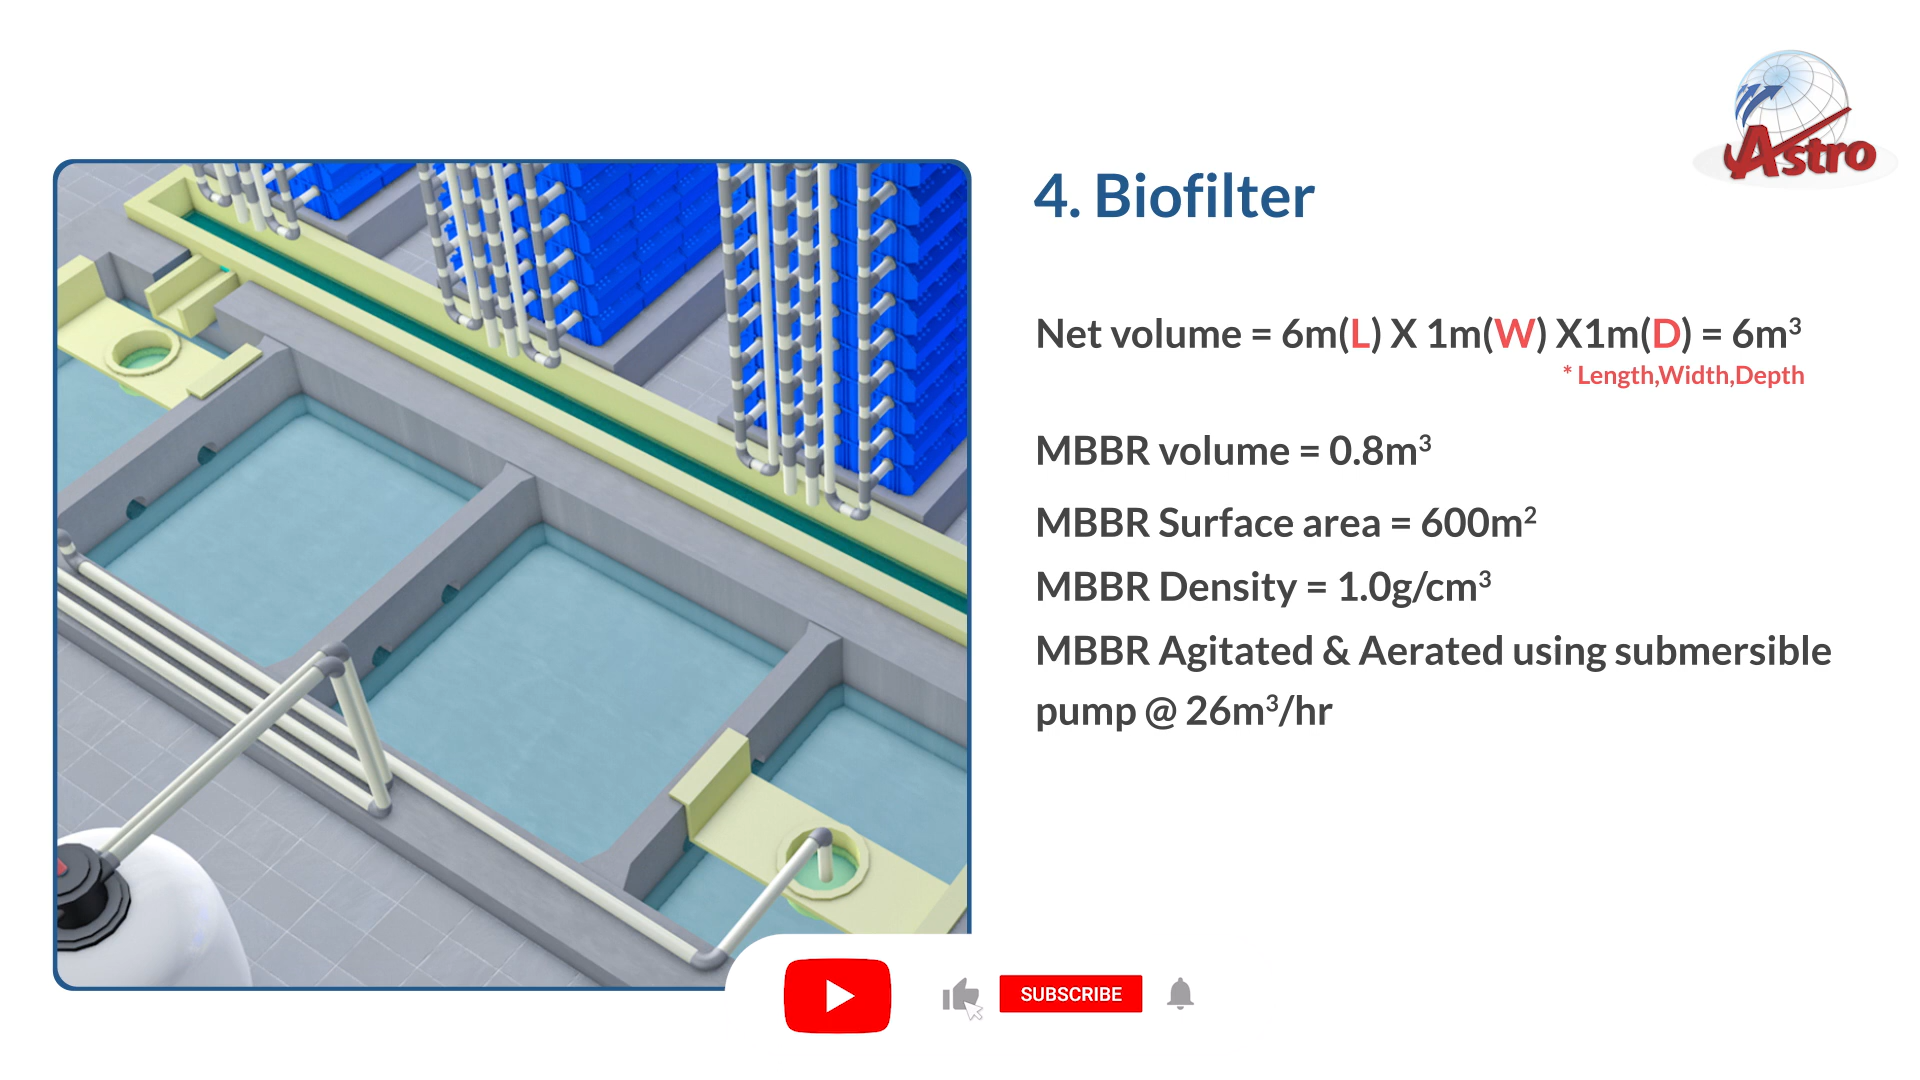 Astro
4. Biofilter
Net volume = 6m(L) X 1m(W) X1m(D) = 6m³
* Length,Width,Depth
MBBR volume = 0.8m³
MBBR Surface area = 600m²
MBBR Density = 1.0g/cm³
MBBR Agitated & Aerated using submersible
pump @ 26m³/hr
SUBSCRIBE